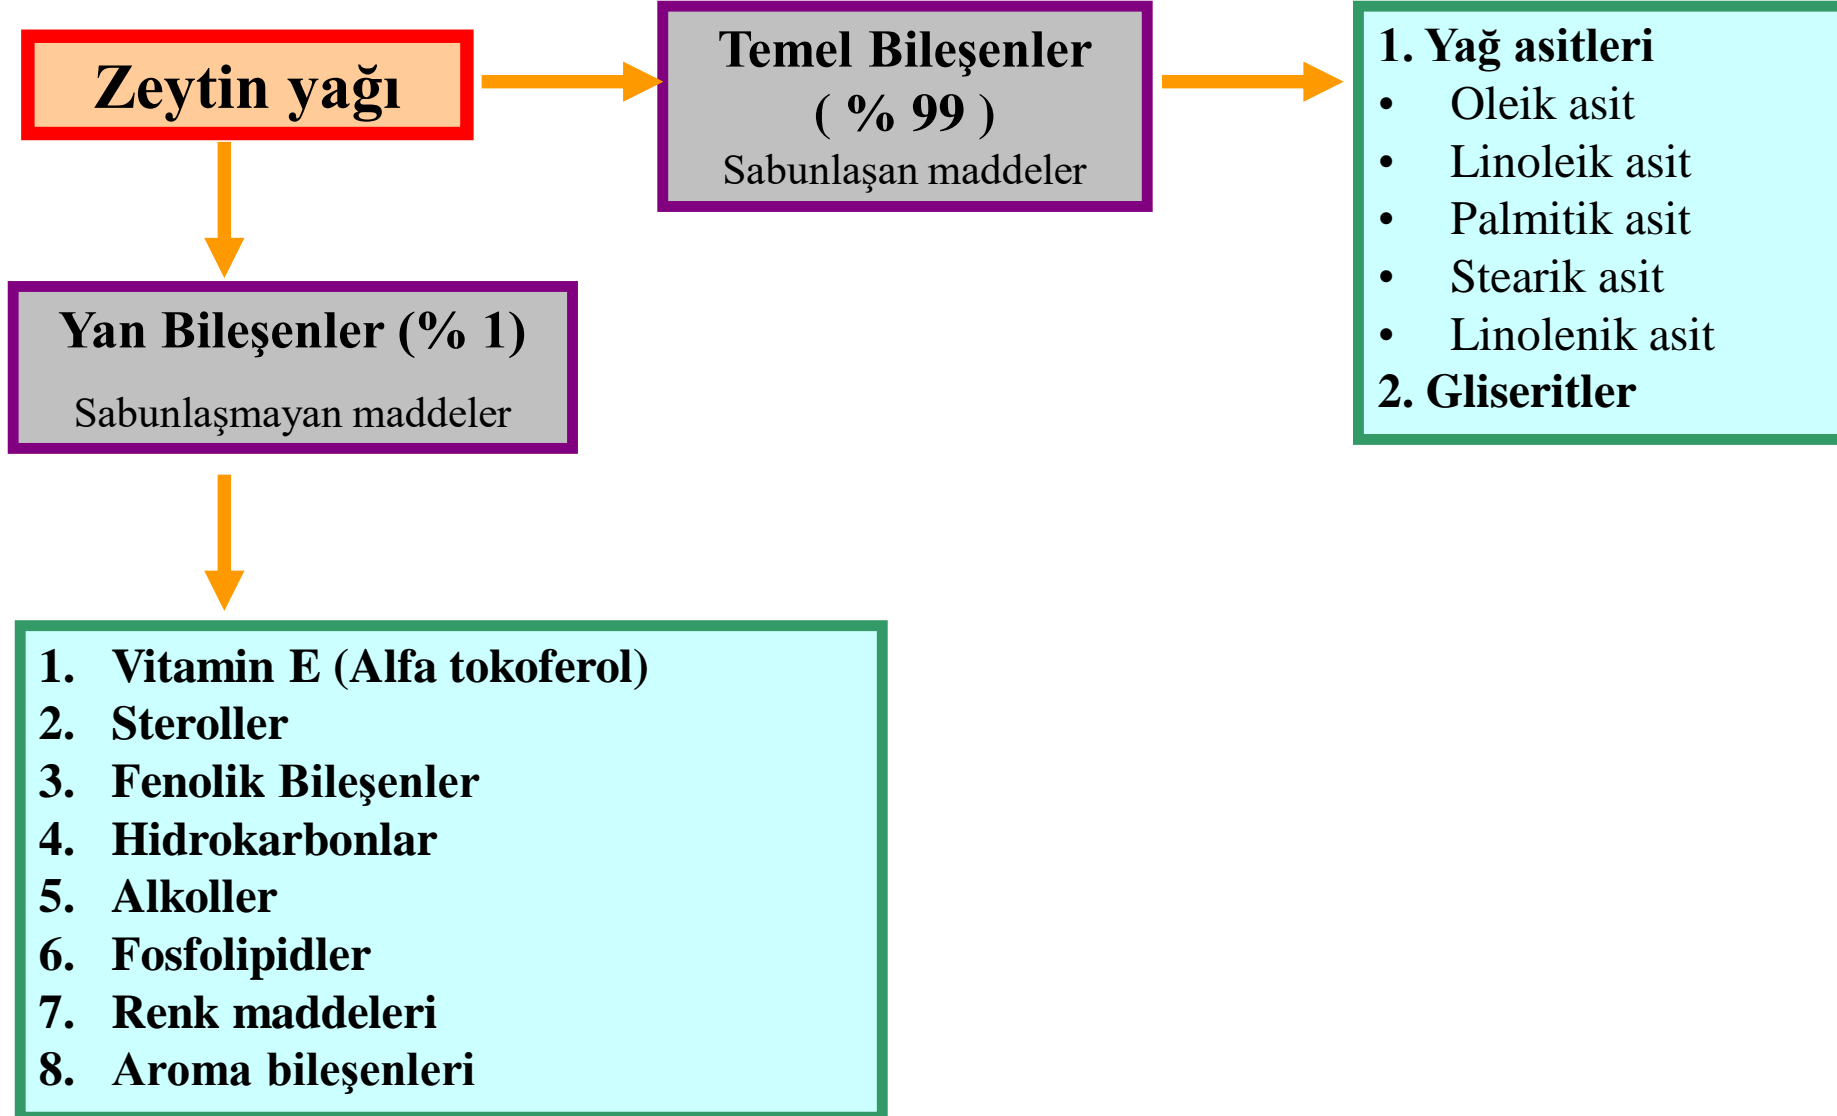 Zeytin yağı
Temel Bileşenler
( % 99 )
Sabunlaşan maddeler
1. Yağ asitleri
• Oleik asit
• Linoleik asit
• Palmitik asit
• Stearik asit
• Linolenik asit
2. Gliseritler
Yan Bileşenler (% 1)
Sabunlaşmayan maddeler
1. Vitamin E (Alfa tokoferol)
2. Steroller
3. Fenolik Bileşenler
4. Hidrokarbonlar
5. Alkoller
6. Fosfolipidler
7. Renk maddeleri
8. Aroma bileşenleri